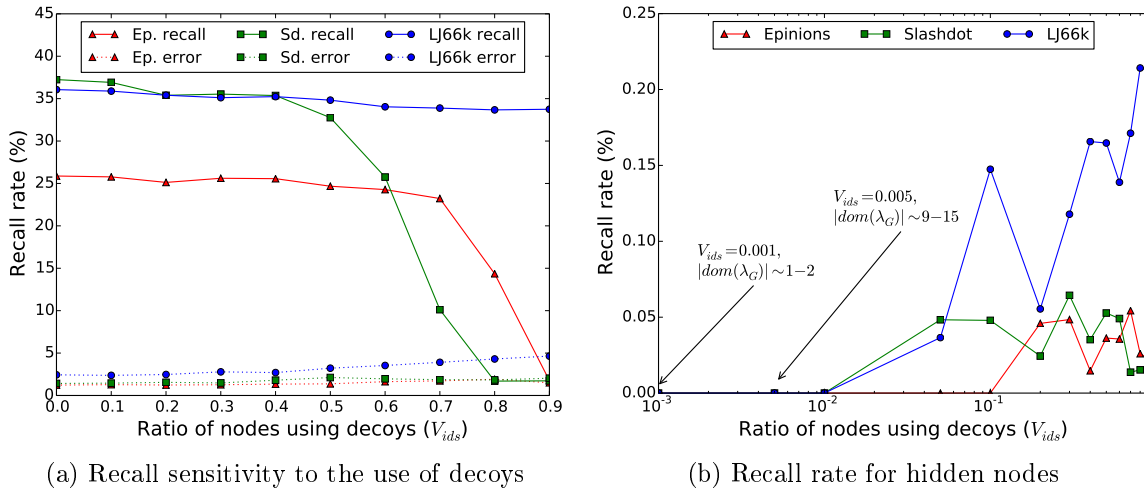 Ep. recall Sd. recall LJ66k recall
Ep. error Sd. error LJ66k error
45
40
35
30
25
20
15
10
5
0
Recall rate (%)
0.0 0.1 0.2 0.3 0.4 0.5 0.6 0.7 0.8 0.9
Ratio of nodes using decoys (V_ids)
(a) Recall sensitivity to the use of decoys
Epinions Slashdot LJ66k
0.25
0.20
0.15
0.10
0.05
0.00
Recall rate (%)
V_ids=0.005,
|dom(λ_G)|∼9−15
V_ids=0.001,
|dom(λ_G)|∼1−2
10^-3 10^-2 10^-1
Ratio of nodes using decoys (V_ids)
(b) Recall rate for hidden nodes